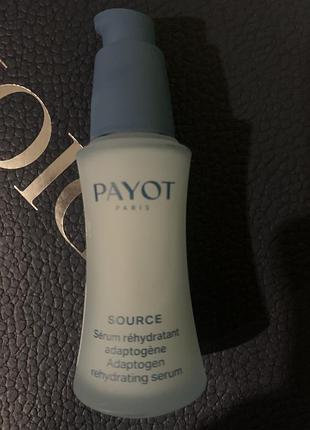 PAYOT
PARIS
SOURCE
Sérum réhydratant
adaptogène
Adaptogen
rehydrating serum